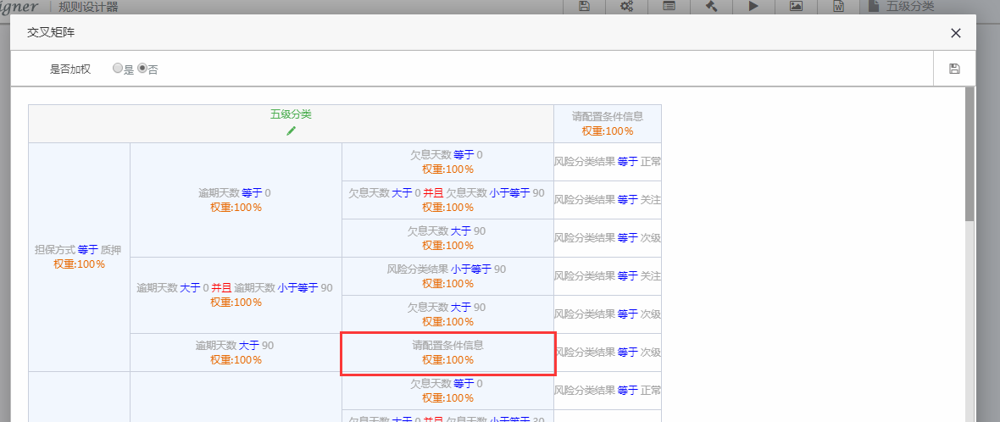 igner 规则设计器 五级分类
交叉矩阵
是否加权 是 否
五级分类
请配置条件信息
权重:100%
担保方式 等于 质押
权重:100%
逾期天数 等于 0
权重:100%
欠息天数 等于 0
权重:100%
风险分类结果 等于 正常
欠息天数 大于 0 并且 欠息天数 小于等于 90
权重:100%
风险分类结果 等于 关注
欠息天数 大于 90
权重:100%
风险分类结果 等于 次级
逾期天数 大于 0 并且 逾期天数 小于等于 90
权重:100%
风险分类结果 小于等于 90
权重:100%
风险分类结果 等于 关注
欠息天数 大于 90
权重:100%
风险分类结果 等于 次级
逾期天数 大于 90
权重:100%
请配置条件信息
权重:100%
风险分类结果 等于 次级
欠息天数 等于 0
权重:100%
风险分类结果 等于 正常
欠息天数 大于 0 并且 欠息天数 小于等于 30